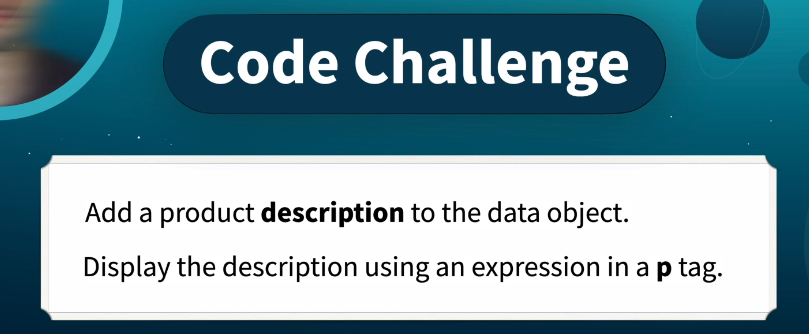 Code Challenge
Add a product description to the data object.
Display the description using an expression in a p tag.